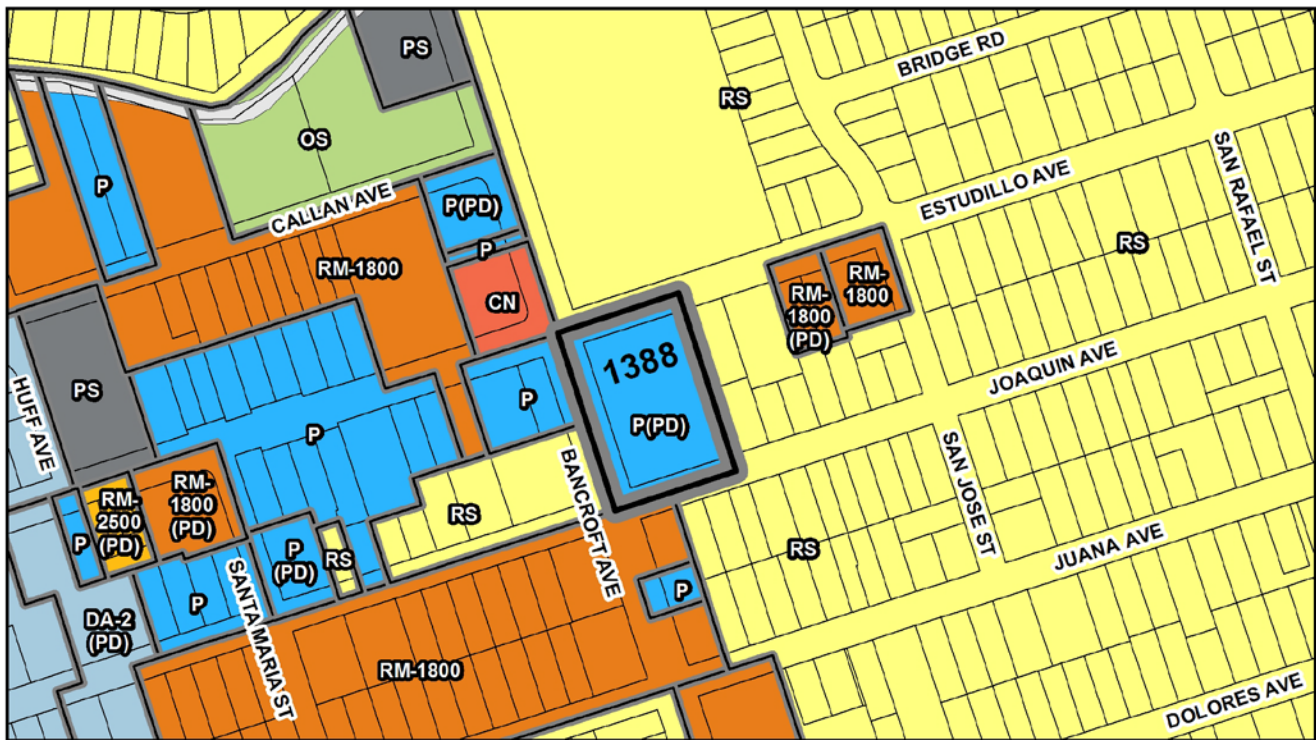 PS
BRIDGE RD
RS
OS
P
CALLAN AVE
ESTUDILLO AVE
SAN RAFAEL ST
P(PD)
P
RS
RM-1800
RM-
1800
RM-
1800
(PD)
CN
1388
P(PD)
JOAQUIN AVE
HUFF AVE
PS
P
P
BANCROFT AVE
SAN JOSE ST
RM-
2500
(PD)
RM-
1800
(PD)
RS
P
JUANA AVE
RS
P
(PD)
RS
SANTA MARIA ST
P
P
DA-2
(PD)
RM-1800
DOLORES AVE